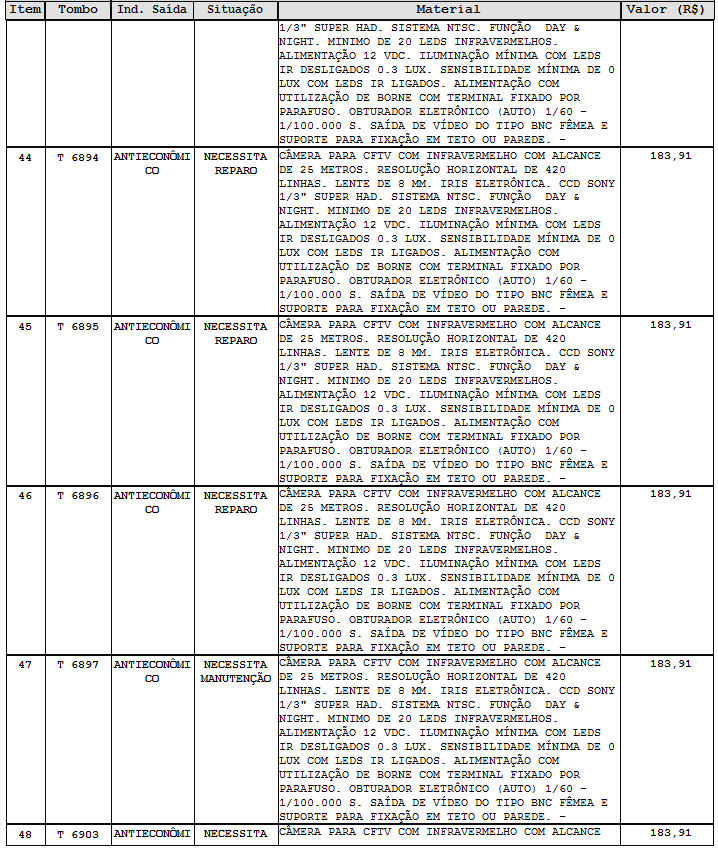 Item Tombo Ind. Saída Situação Material Valor (R$)
1/3" SUPER HAD. SISTEMA NTSC. FUNÇÃO  DAY &
NIGHT. MINIMO DE 20 LEDS INFRAVERMELHOS.
ALIMENTAÇÃO 12 VDC. ILUMINAÇÃO MÍNIMA COM LEDS
IR DESLIGADOS 0.3 LUX. SENSIBILIDADE MÍNIMA DE 0
LUX COM LEDS IR LIGADOS. ALIMENTAÇÃO COM
UTILIZAÇÃO DE BORNE COM TERMINAL FIXADO POR
PARAFUSO. OBTURADOR ELETRÔNICO (AUTO) 1/60 –
1/100.000 S. SAÍDA DE VÍDEO DO TIPO BNC FÊMEA E
SUPORTE PARA FIXAÇÃO EM TETO OU PAREDE. –
44 T 6894 ANTIECONÔMI NECESSITA CÂMERA PARA CFTV COM INFRAVERMELHO COM ALCANCE 183,91
CO REPARO DE 25 METROS. RESOLUÇÃO HORIZONTAL DE 420
LINHAS. LENTE DE 8 MM. IRIS ELETRÔNICA. CCD SONY
1/3" SUPER HAD. SISTEMA NTSC. FUNÇÃO  DAY &
NIGHT. MINIMO DE 20 LEDS INFRAVERMELHOS.
ALIMENTAÇÃO 12 VDC. ILUMINAÇÃO MÍNIMA COM LEDS
IR DESLIGADOS 0.3 LUX. SENSIBILIDADE MÍNIMA DE 0
LUX COM LEDS IR LIGADOS. ALIMENTAÇÃO COM
UTILIZAÇÃO DE BORNE COM TERMINAL FIXADO POR
PARAFUSO. OBTURADOR ELETRÔNICO (AUTO) 1/60 –
1/100.000 S. SAÍDA DE VÍDEO DO TIPO BNC FÊMEA E
SUPORTE PARA FIXAÇÃO EM TETO OU PAREDE. –
45 T 6895 ANTIECONÔMI NECESSITA CÂMERA PARA CFTV COM INFRAVERMELHO COM ALCANCE 183,91
CO REPARO DE 25 METROS. RESOLUÇÃO HORIZONTAL DE 420
LINHAS. LENTE DE 8 MM. IRIS ELETRÔNICA. CCD SONY
1/3" SUPER HAD. SISTEMA NTSC. FUNÇÃO  DAY &
NIGHT. MINIMO DE 20 LEDS INFRAVERMELHOS.
ALIMENTAÇÃO 12 VDC. ILUMINAÇÃO MÍNIMA COM LEDS
IR DESLIGADOS 0.3 LUX. SENSIBILIDADE MÍNIMA DE 0
LUX COM LEDS IR LIGADOS. ALIMENTAÇÃO COM
UTILIZAÇÃO DE BORNE COM TERMINAL FIXADO POR
PARAFUSO. OBTURADOR ELETRÔNICO (AUTO) 1/60 –
1/100.000 S. SAÍDA DE VÍDEO DO TIPO BNC FÊMEA E
SUPORTE PARA FIXAÇÃO EM TETO OU PAREDE. –
46 T 6896 ANTIECONÔMI NECESSITA CÂMERA PARA CFTV COM INFRAVERMELHO COM ALCANCE 183,91
CO REPARO DE 25 METROS. RESOLUÇÃO HORIZONTAL DE 420
LINHAS. LENTE DE 8 MM. IRIS ELETRÔNICA. CCD SONY
1/3" SUPER HAD. SISTEMA NTSC. FUNÇÃO  DAY &
NIGHT. MINIMO DE 20 LEDS INFRAVERMELHOS.
ALIMENTAÇÃO 12 VDC. ILUMINAÇÃO MÍNIMA COM LEDS
IR DESLIGADOS 0.3 LUX. SENSIBILIDADE MÍNIMA DE 0
LUX COM LEDS IR LIGADOS. ALIMENTAÇÃO COM
UTILIZAÇÃO DE BORNE COM TERMINAL FIXADO POR
PARAFUSO. OBTURADOR ELETRÔNICO (AUTO) 1/60 –
1/100.000 S. SAÍDA DE VÍDEO DO TIPO BNC FÊMEA E
SUPORTE PARA FIXAÇÃO EM TETO OU PAREDE. –
47 T 6897 ANTIECONÔMI NECESSITA CÂMERA PARA CFTV COM INFRAVERMELHO COM ALCANCE 183,91
CO MANUTENÇÃO DE 25 METROS. RESOLUÇÃO HORIZONTAL DE 420
LINHAS. LENTE DE 8 MM. IRIS ELETRÔNICA. CCD SONY
1/3" SUPER HAD. SISTEMA NTSC. FUNÇÃO  DAY &
NIGHT. MINIMO DE 20 LEDS INFRAVERMELHOS.
ALIMENTAÇÃO 12 VDC. ILUMINAÇÃO MÍNIMA COM LEDS
IR DESLIGADOS 0.3 LUX. SENSIBILIDADE MÍNIMA DE 0
LUX COM LEDS IR LIGADOS. ALIMENTAÇÃO COM
UTILIZAÇÃO DE BORNE COM TERMINAL FIXADO POR
PARAFUSO. OBTURADOR ELETRÔNICO (AUTO) 1/60 –
1/100.000 S. SAÍDA DE VÍDEO DO TIPO BNC FÊMEA E
SUPORTE PARA FIXAÇÃO EM TETO OU PAREDE. –
48 T 6903 ANTIECONÔMI NECESSITA CÂMERA PARA CFTV COM INFRAVERMELHO COM ALCANCE 183,91